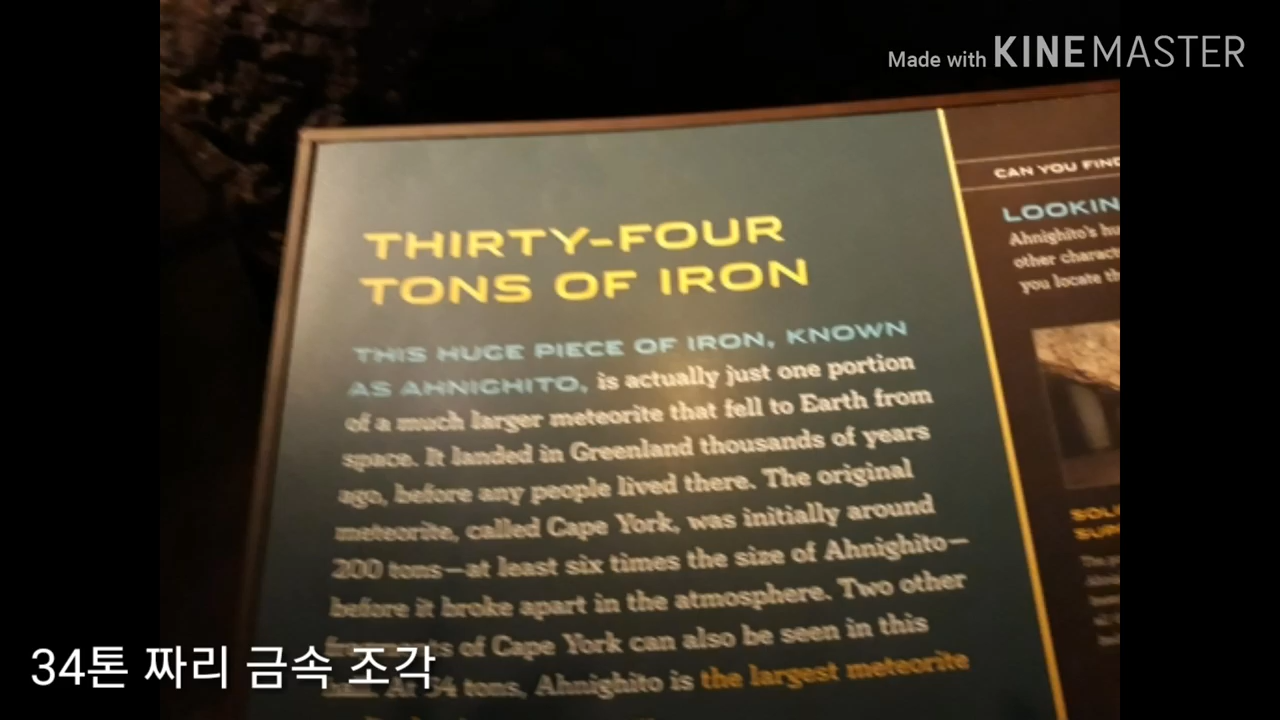 Made with KINEMASTER
THIRTY-FOUR
TONS OF IRON
THIS HUGE PIECE OF IRON, KNOWN
AS AHNIGHITO, is actually just one portion
of a much larger meteorite that fell to Earth from
space. It landed in Greenland thousands of years
ago, before any people lived there. The original
meteorite, called Cape York, was initially around
200 tons—at least six times the size of Ahnighito—
before it broke apart in the atmosphere. Two other
fragments of Cape York can also be seen in this
hall. At 34 tons, Ahnighito is the largest meteorite
CAN YOU FIND
LOOKIN
Ahnighito's hu
other charact
you locate th
34톤 짜리 금속 조각